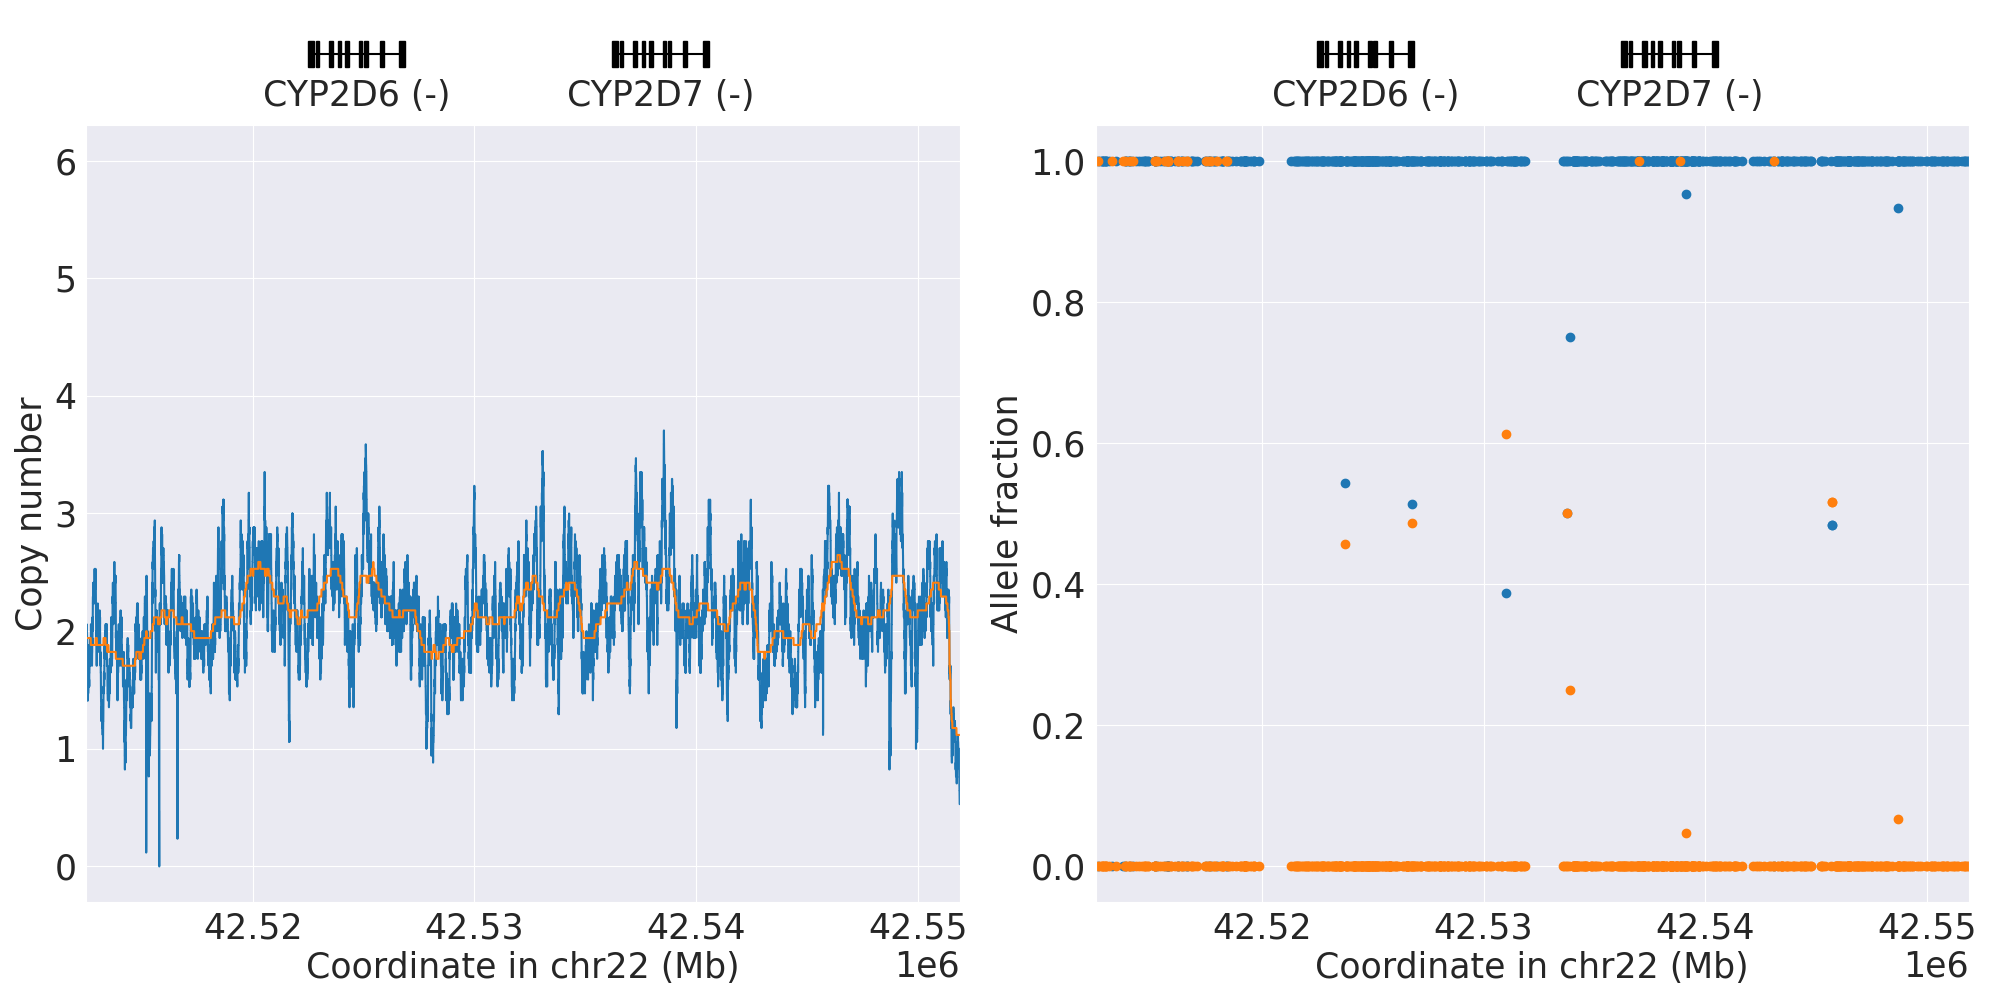 CYP2D6 (-) CYP2D7 (-)
6
5
4
3
2
1
0
Copy number
42.52 42.53 42.54 42.55
Coordinate in chr22 (Mb) 1e6
CYP2D6 (-) CYP2D7 (-)
1.0
0.8
0.6
0.4
0.2
0.0
Allele fraction
42.52 42.53 42.54 42.55
Coordinate in chr22 (Mb) 1e6